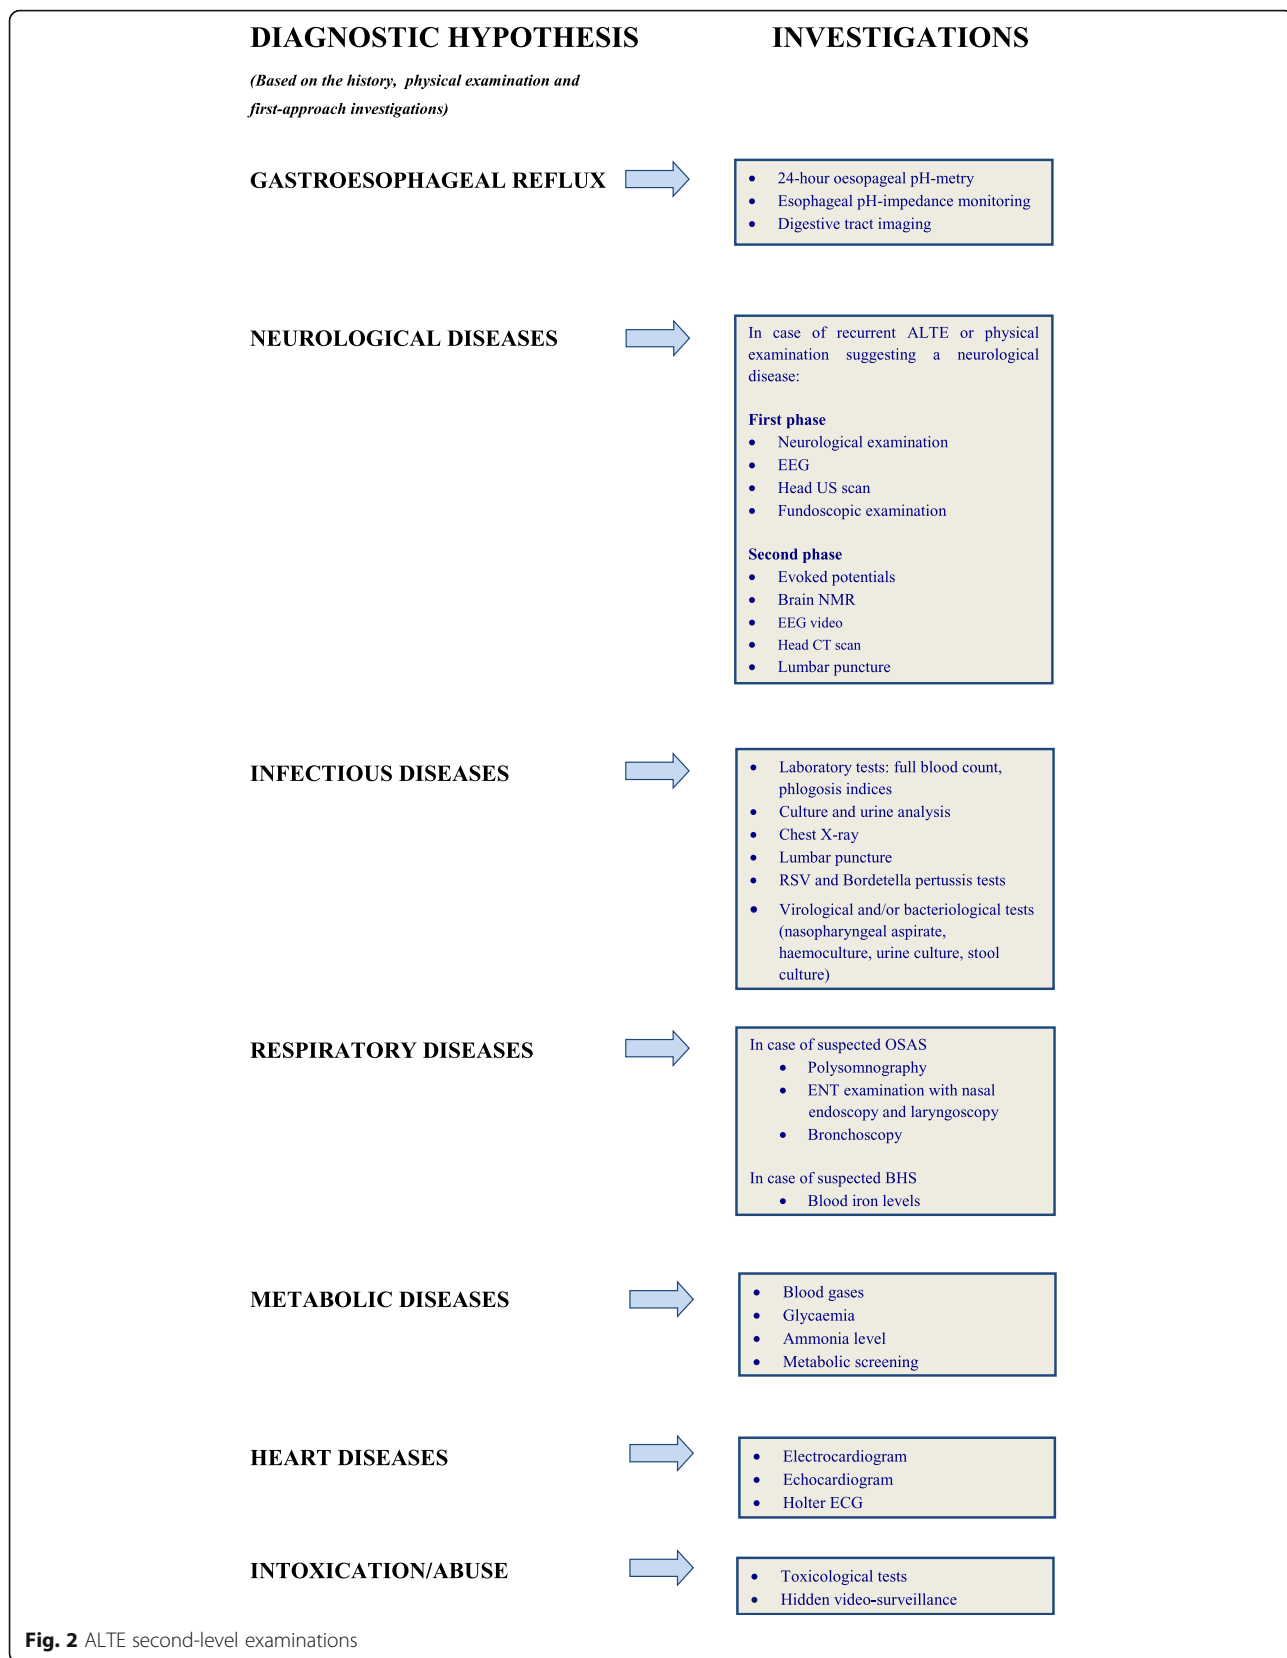 DIAGNOSTIC HYPOTHESIS
INVESTIGATIONS
(Based on the history, physical examination and
first-approach investigations)
GASTROESOPHAGEAL REFLUX
• 24-hour oesopageal pH-metry
• Esophageal pH-impedance monitoring
• Digestive tract imaging
NEUROLOGICAL DISEASES
In case of recurrent ALTE or physical
examination suggesting a neurological
disease:
First phase
• Neurological examination
• EEG
• Head US scan
• Fundoscopic examination
Second phase
• Evoked potentials
• Brain NMR
• EEG video
• Head CT scan
• Lumbar puncture
INFECTIOUS DISEASES
• Laboratory tests: full blood count,
phlogosis indices
• Culture and urine analysis
• Chest X-ray
• Lumbar puncture
• RSV and Bordetella pertussis tests
• Virological and/or bacteriological tests
(nasopharyngeal aspirate,
haemoculture, urine culture, stool
culture)
RESPIRATORY DISEASES
In case of suspected OSAS
• Polysomnography
• ENT examination with nasal
endoscopy and laryngoscopy
• Bronchoscopy
In case of suspected BHS
• Blood iron levels
METABOLIC DISEASES
• Blood gases
• Glycaemia
• Ammonia level
• Metabolic screening
HEART DISEASES
• Electrocardiogram
• Echocardiogram
• Holter ECG
INTOXICATION/ABUSE
• Toxicological tests
• Hidden video-surveillance
Fig. 2 ALTE second-level examinations